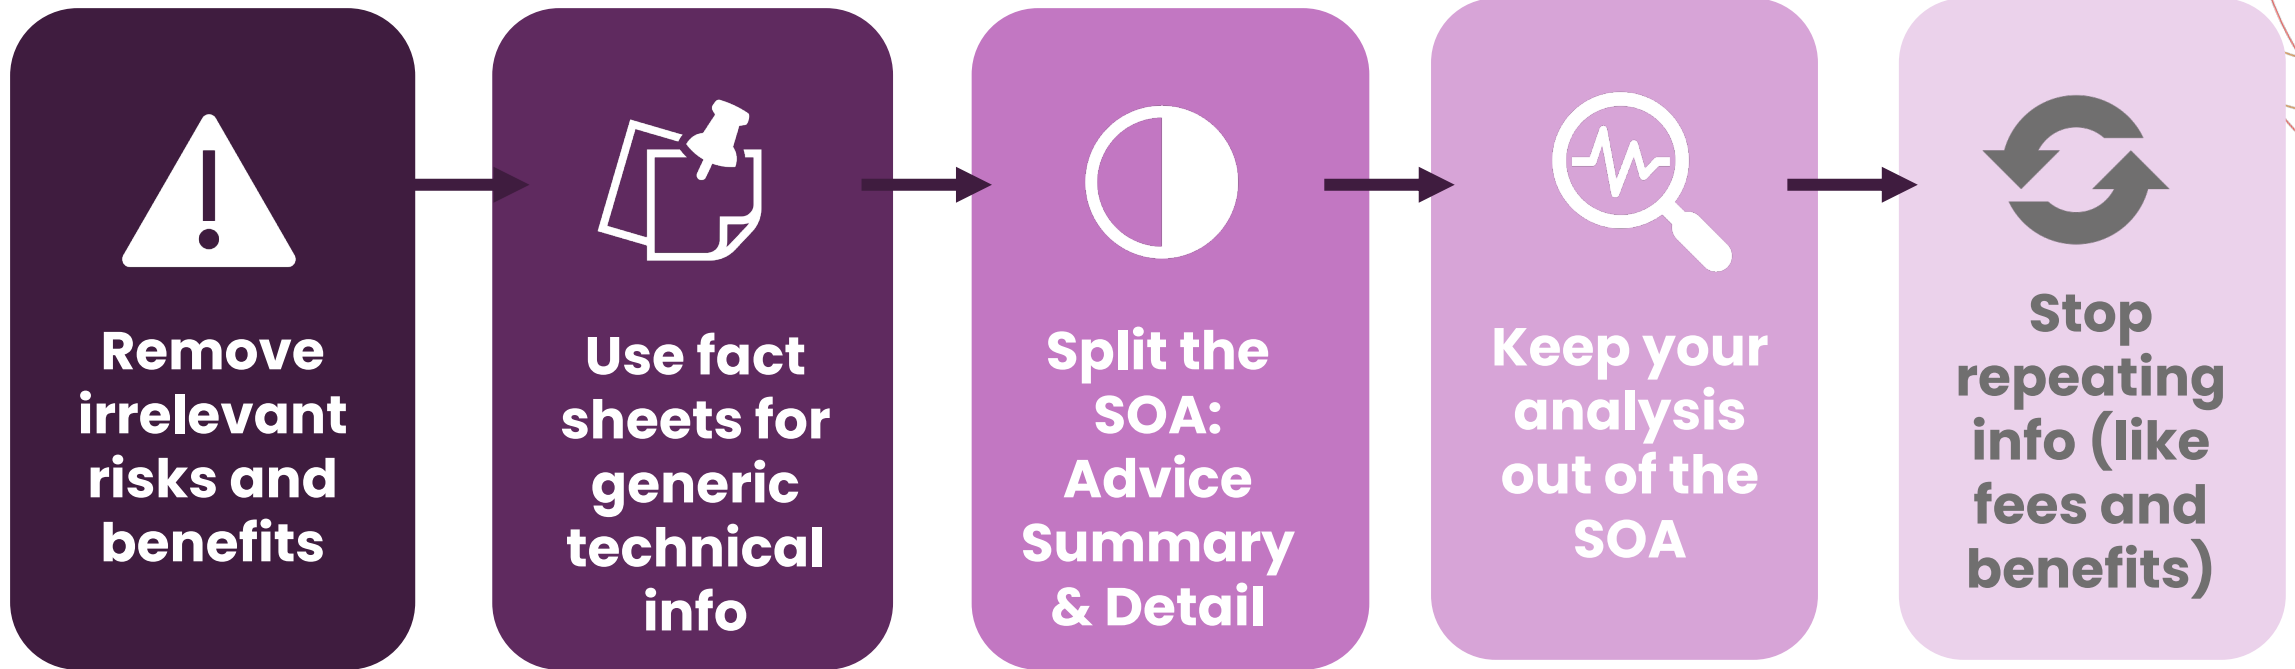 Remove
irrelevant
risks and
benefits
Use fact
sheets for
generic
technical
info
Split the
SOA:
Advice
Summary
& Detail
Keep your
analysis
out of the
SOA
Stop
repeating
info (like
fees and
benefits)